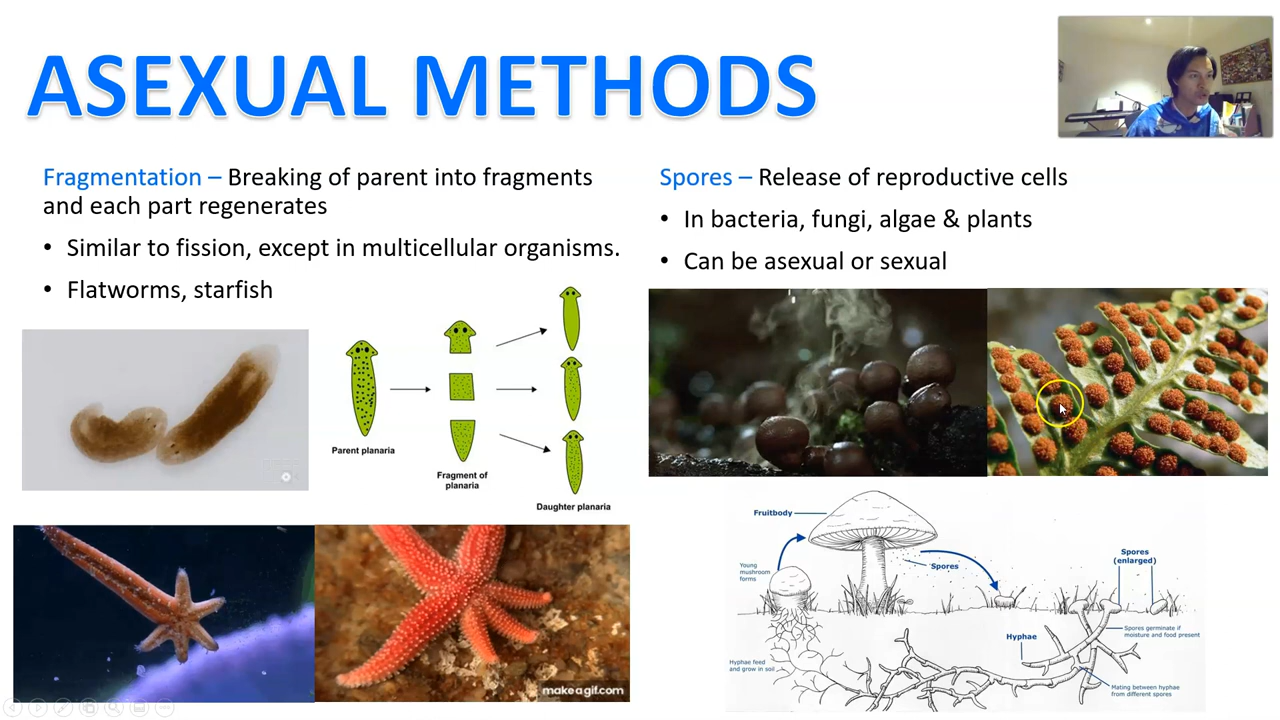 ASEXUAL METHODS
Fragmentation – Breaking of parent into fragments
and each part regenerates
• Similar to fission, except in multicellular organisms.
• Flatworms, starfish
Parent planaria
Fragment of
planaria
Daughter planaria
makeagif.com
Spores – Release of reproductive cells
• In bacteria, fungi, algae & plants
• Can be asexual or sexual
Fruitbody
Young
mushroom
forms
Spores
Spores
(enlarged)
Hyphae
Spores germinate if
moisture and food present
Hyphae feed
and grow in soil
Mating between hyphae
from different spores